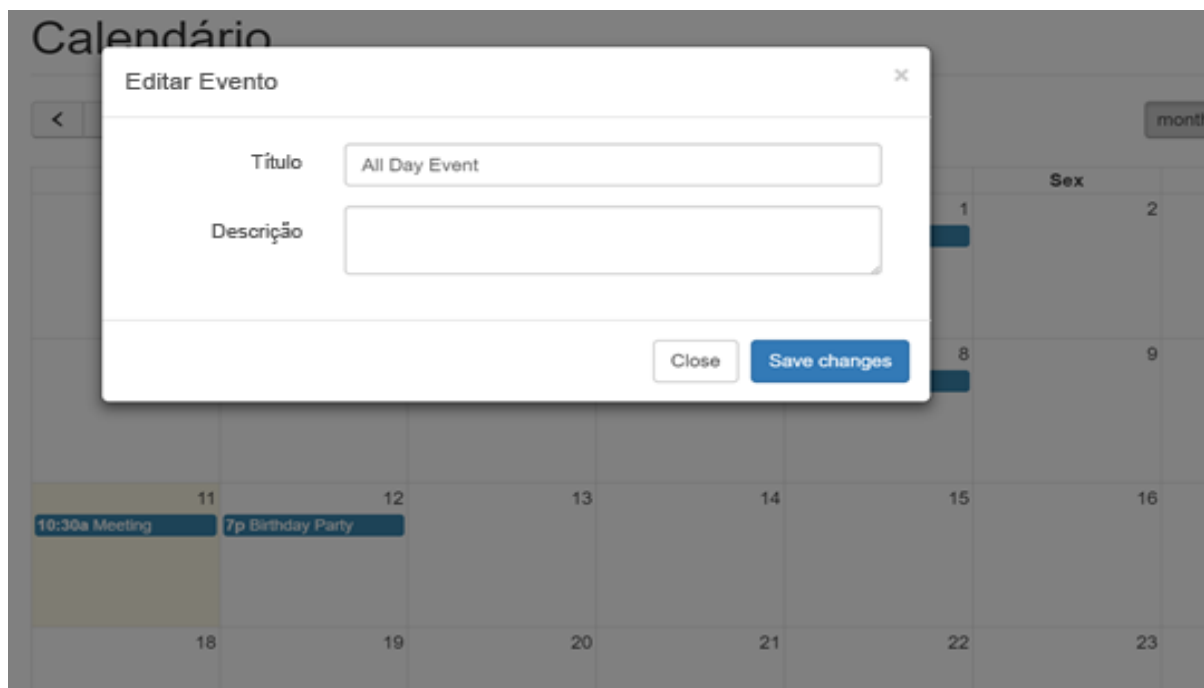 Calendário
Editar Evento
×
<
month
Título
All Day Event
Sex
1
2
Descrição
Close
Save changes
8
9
11
12
13
14
15
16
10:30a Meeting
7p Birthday Party
18
19
20
21
22
23